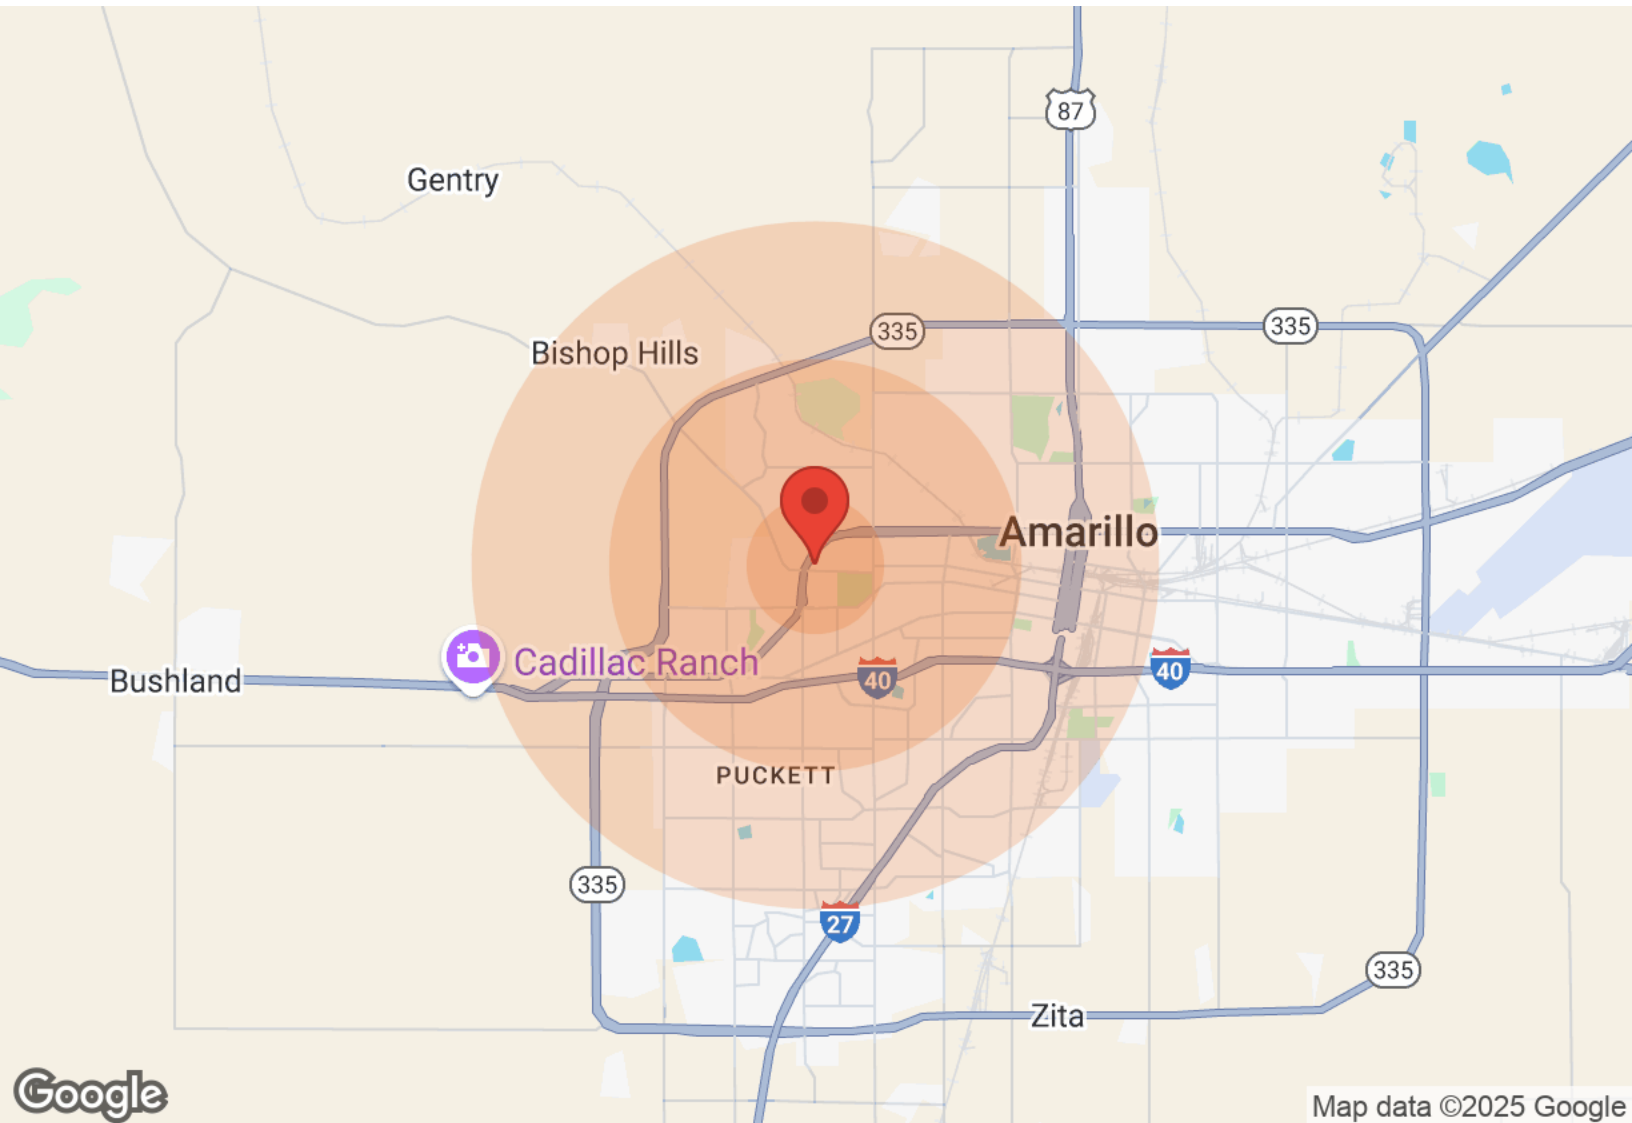 87
Gentry
335
335
Bishop Hills
Amarillo
Cadillac Ranch
40
40
Bushland
PUCKETT
335
27
335
Zita
Google
Map data ©2025 Google